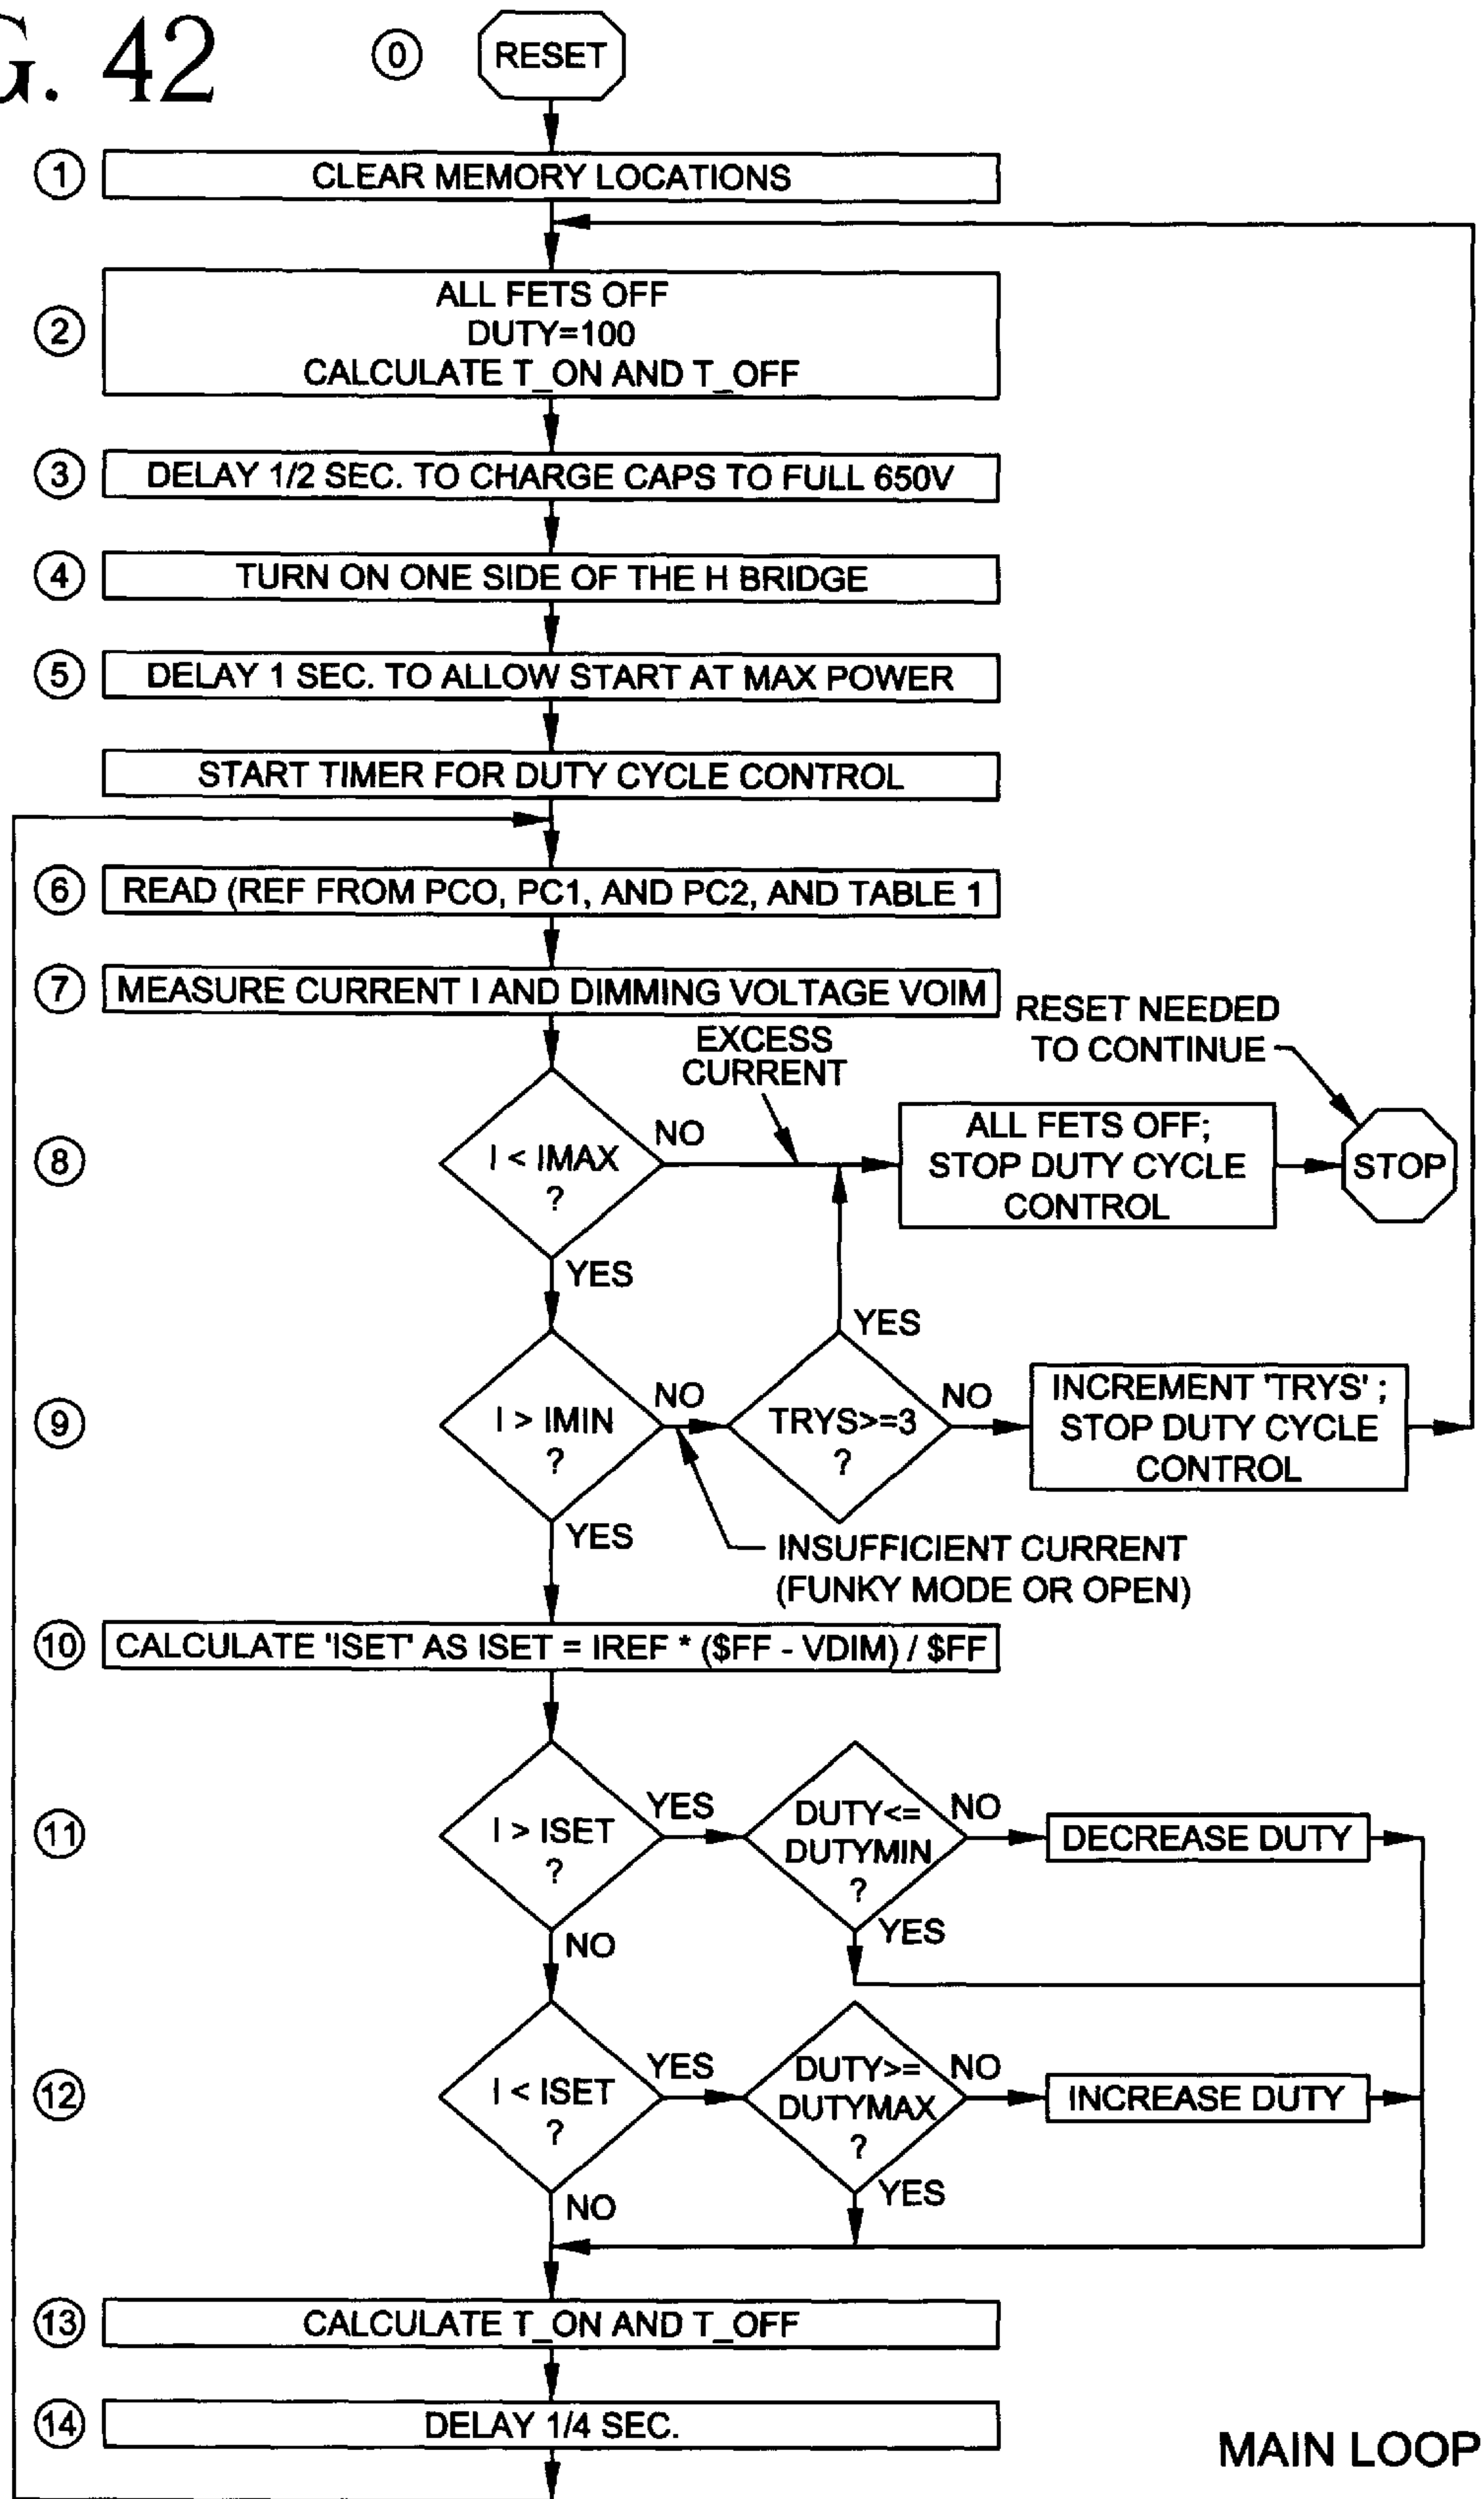 G. 42
0
RESET
1
CLEAR MEMORY LOCATIONS
2
ALL FETS OFF
DUTY=100
CALCULATE T_ON AND T_OFF
3
DELAY 1/2 SEC. TO CHARGE CAPS TO FULL 650V
4
TURN ON ONE SIDE OF THE H BRIDGE
5
DELAY 1 SEC. TO ALLOW START AT MAX POWER
START TIMER FOR DUTY CYCLE CONTROL
6
READ (REF FROM PCO, PC1, AND PC2, AND TABLE 1
7
MEASURE CURRENT I AND DIMMING VOLTAGE VOIM
RESET NEEDED
TO CONTINUE
EXCESS
CURRENT
8
I < IMAX
?
NO
YES
ALL FETS OFF;
STOP DUTY CYCLE
CONTROL
STOP
9
I > IMIN
?
NO
YES
TRYS>=3
?
YES
NO
INCREMENT 'TRYS' ;
STOP DUTY CYCLE
CONTROL
INSUFFICIENT CURRENT
(FUNKY MODE OR OPEN)
10
CALCULATE 'ISET' AS ISET = IREF * ($FF - VDIM) / $FF
11
I > ISET
?
YES
NO
DUTY<=
DUTYMIN
?
NO
YES
DECREASE DUTY
12
I < ISET
?
YES
NO
DUTY>=
DUTYMAX
?
NO
YES
INCREASE DUTY
13
CALCULATE T_ON AND T_OFF
14
DELAY 1/4 SEC.
MAIN LOOP